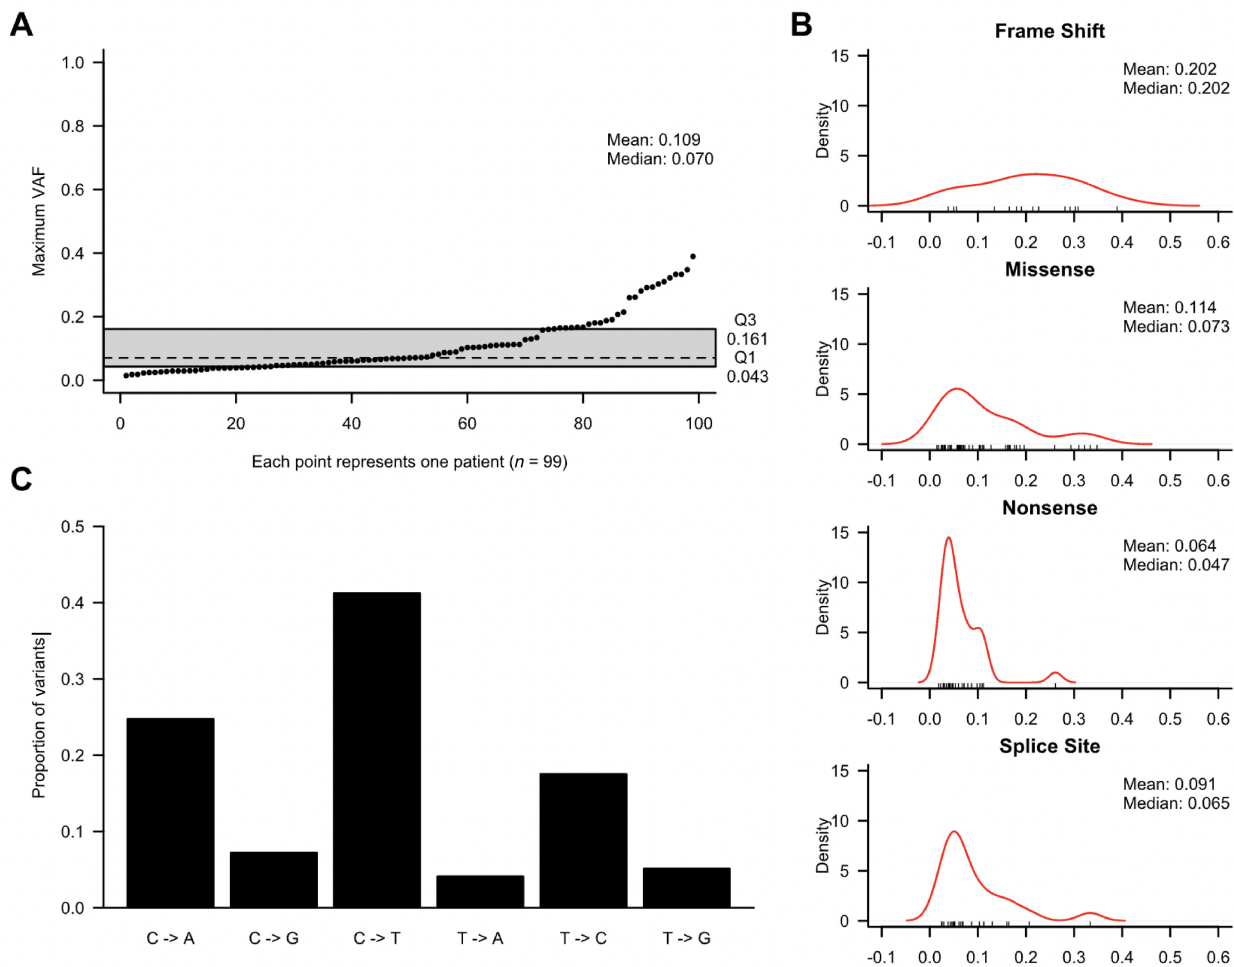 A
1.0
0.8
0.6
0.4
0.2
0.0
Maximum VAF
Mean: 0.109
Median: 0.070
Q3
0.161
Q1
0.043
0 20 40 60 80 100
Each point represents one patient (n = 99)
B
Frame Shift
15
10
5
0
Density
Mean: 0.202
Median: 0.202
-0.1 0.0 0.1 0.2 0.3 0.4 0.5 0.6
Missense
15
10
5
0
Density
Mean: 0.114
Median: 0.073
-0.1 0.0 0.1 0.2 0.3 0.4 0.5 0.6
Nonsense
15
10
5
0
Density
Mean: 0.064
Median: 0.047
-0.1 0.0 0.1 0.2 0.3 0.4 0.5 0.6
Splice Site
15
10
5
0
Density
Mean: 0.091
Median: 0.065
-0.1 0.0 0.1 0.2 0.3 0.4 0.5 0.6
C
0.5
0.4
0.3
0.2
0.1
0.0
Proportion of variants|
C -> A C -> G C -> T T -> A T -> C T -> G